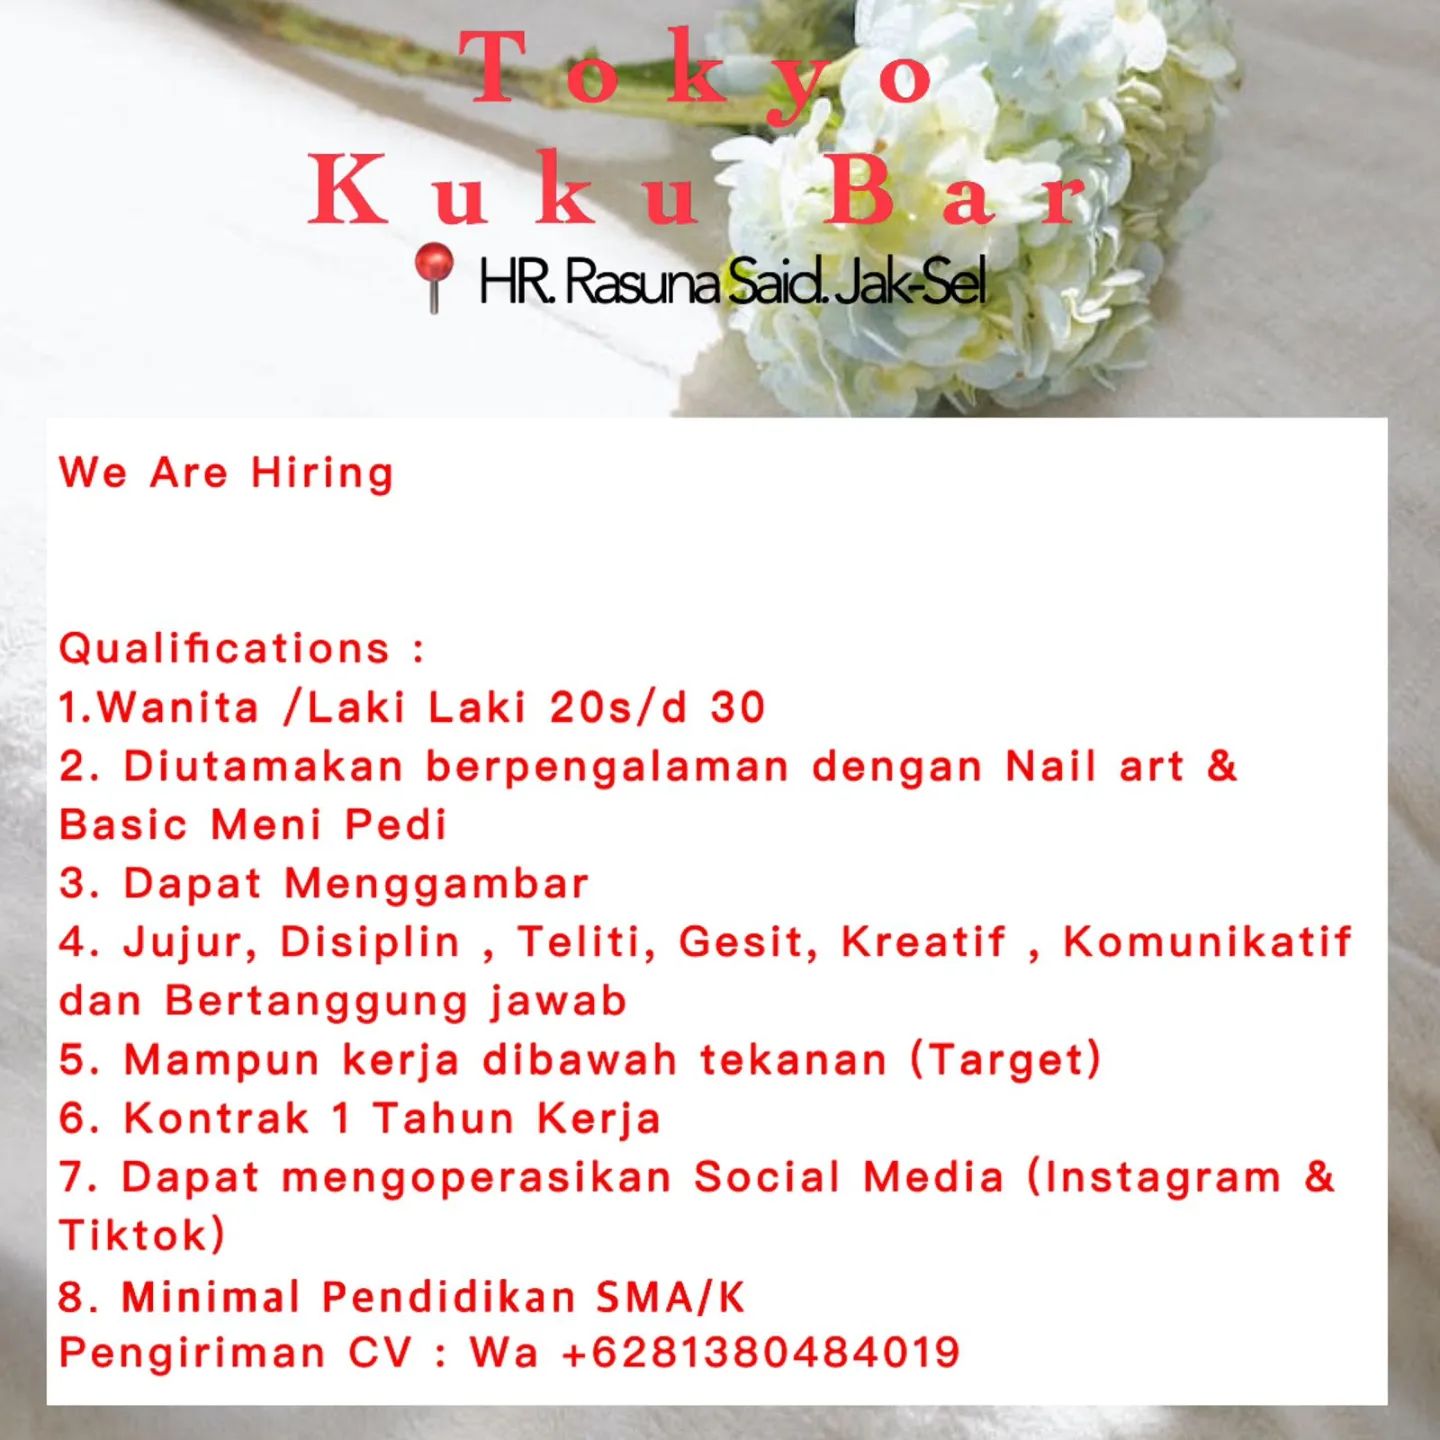 Tokyo
Kuku Bar
📍 HR. Rasuna Said. Jak-Sel
We Are Hiring
Qualifications :
1.Wanita /Laki Laki 20s/d 30
2. Diutamakan berpengalaman dengan Nail art &
Basic Meni Pedi
3. Dapat Menggambar
4. Jujur, Disiplin , Teliti, Gesit, Kreatif , Komunikatif
dan Bertanggung jawab
5. Mampun kerja dibawah tekanan (Target)
6. Kontrak 1 Tahun Kerja
7. Dapat mengoperasikan Social Media (Instagram &
Tiktok)
8. Minimal Pendidikan SMA/K
Pengiriman CV : Wa +6281380484019